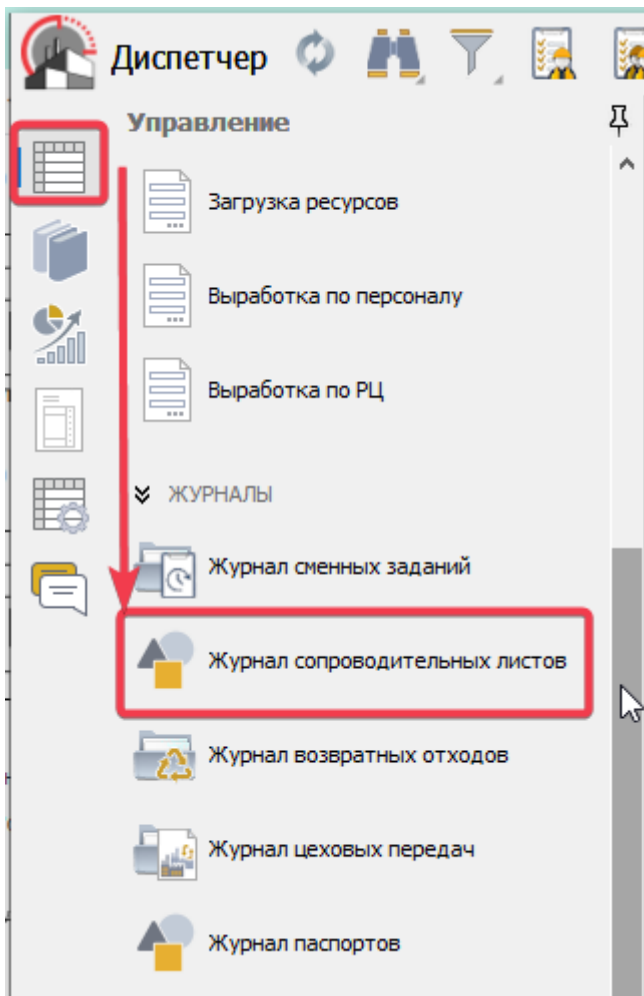 Диспетчер
Управление
Загрузка ресурсов
Выработка по персоналу
Выработка по РЦ
ЖУРНАЛЫ
Журнал сменных заданий
Журнал сопроводительных листов
Журнал возвратных отходов
Журнал цеховых передач
Журнал паспортов